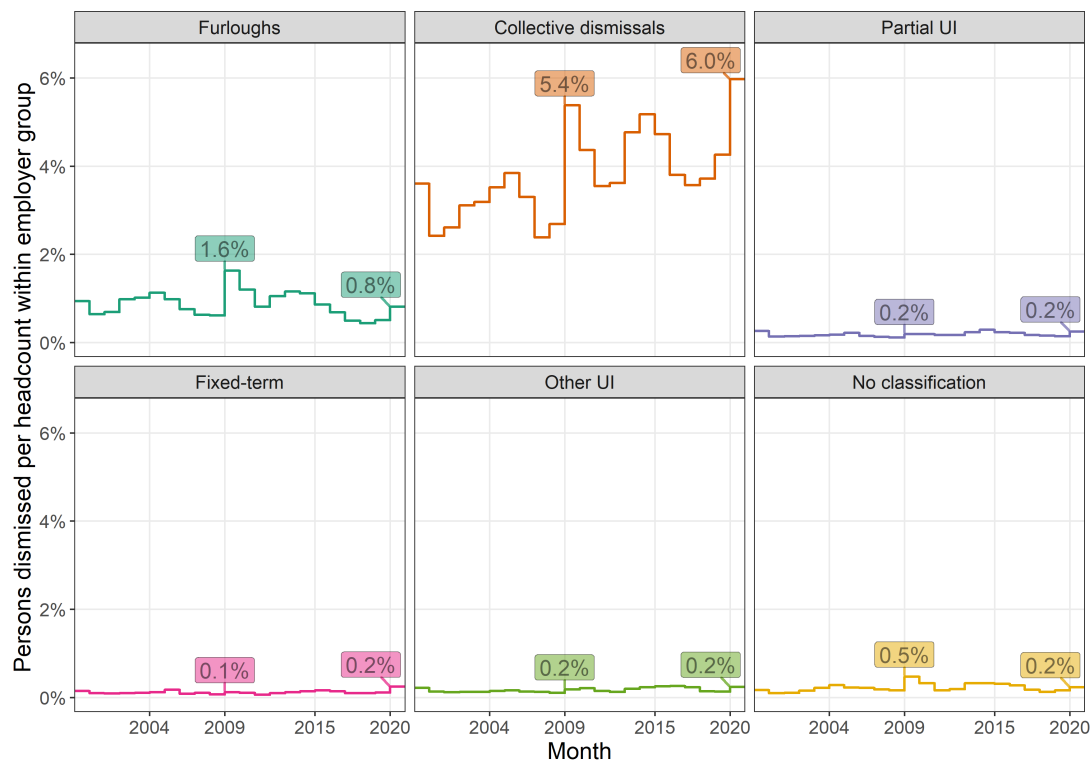 Furloughs
Collective dismissals
Partial UI
Persons dismissed per headcount within employer group
6%
4%
2%
0%
1.6%
0.8%
5.4%
6.0%
0.2%
0.2%
Fixed-term
Other UI
No classification
6%
4%
2%
0%
0.1%
0.2%
0.2%
0.2%
0.5%
0.2%
2004 2009 2015 2020
2004 2009 2015 2020
2004 2009 2015 2020
Month